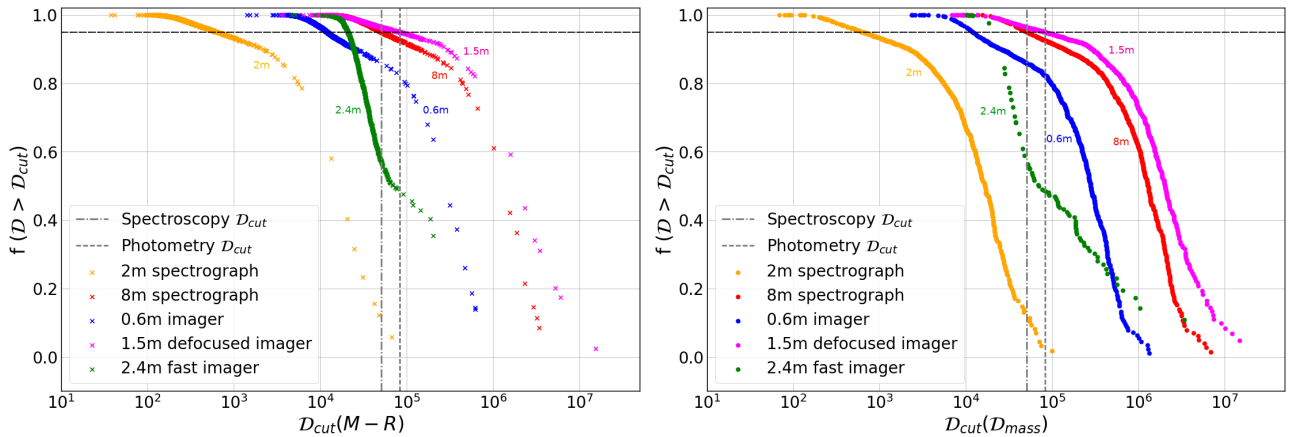 f (𝒟 > 𝒟cut)
1.0
0.8
0.6
0.4
0.2
0.0
2m
1.5m
8m
2.4m
0.6m
Spectroscopy 𝒟cut
Photometry 𝒟cut
2m spectrograph
8m spectrograph
0.6m imager
1.5m defocused imager
2.4m fast imager
10¹ 10² 10³ 10⁴ 10⁵ 10⁶ 10⁷
𝒟cut(M − R)
f (𝒟 > 𝒟cut)
1.0
0.8
0.6
0.4
0.2
0.0
2m
1.5m
2.4m
0.6m
8m
Spectroscopy 𝒟cut
Photometry 𝒟cut
2m spectrograph
8m spectrograph
0.6m imager
1.5m defocused imager
2.4m fast imager
10¹ 10² 10³ 10⁴ 10⁵ 10⁶ 10⁷
𝒟cut(𝒟mass)